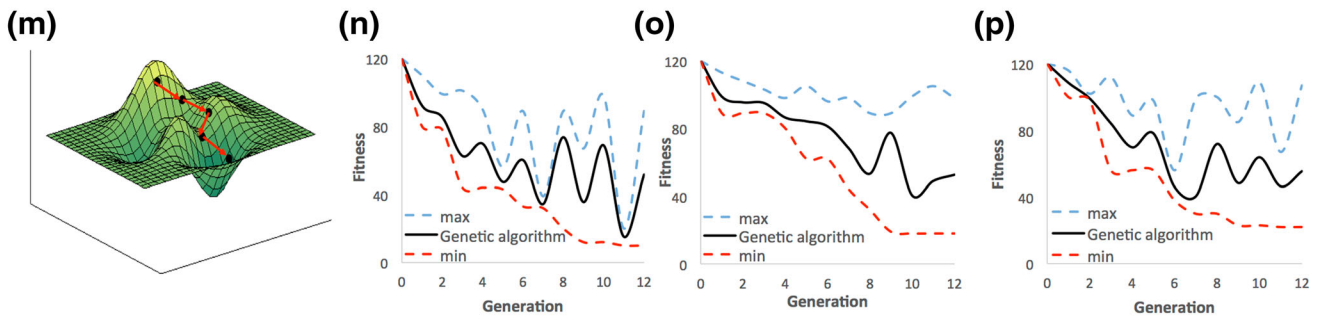 (m)
(n)
(o)
(p)
120
80
40
0
Fitness
max
Genetic algorithm
min
0 2 4 6 8 10 12
Generation
120
80
40
0
Fitness
max
Genetic algorithm
min
0 2 4 6 8 10 12
Generation
120
80
40
0
Fitness
max
Genetic algorithm
min
0 2 4 6 8 10 12
Generation